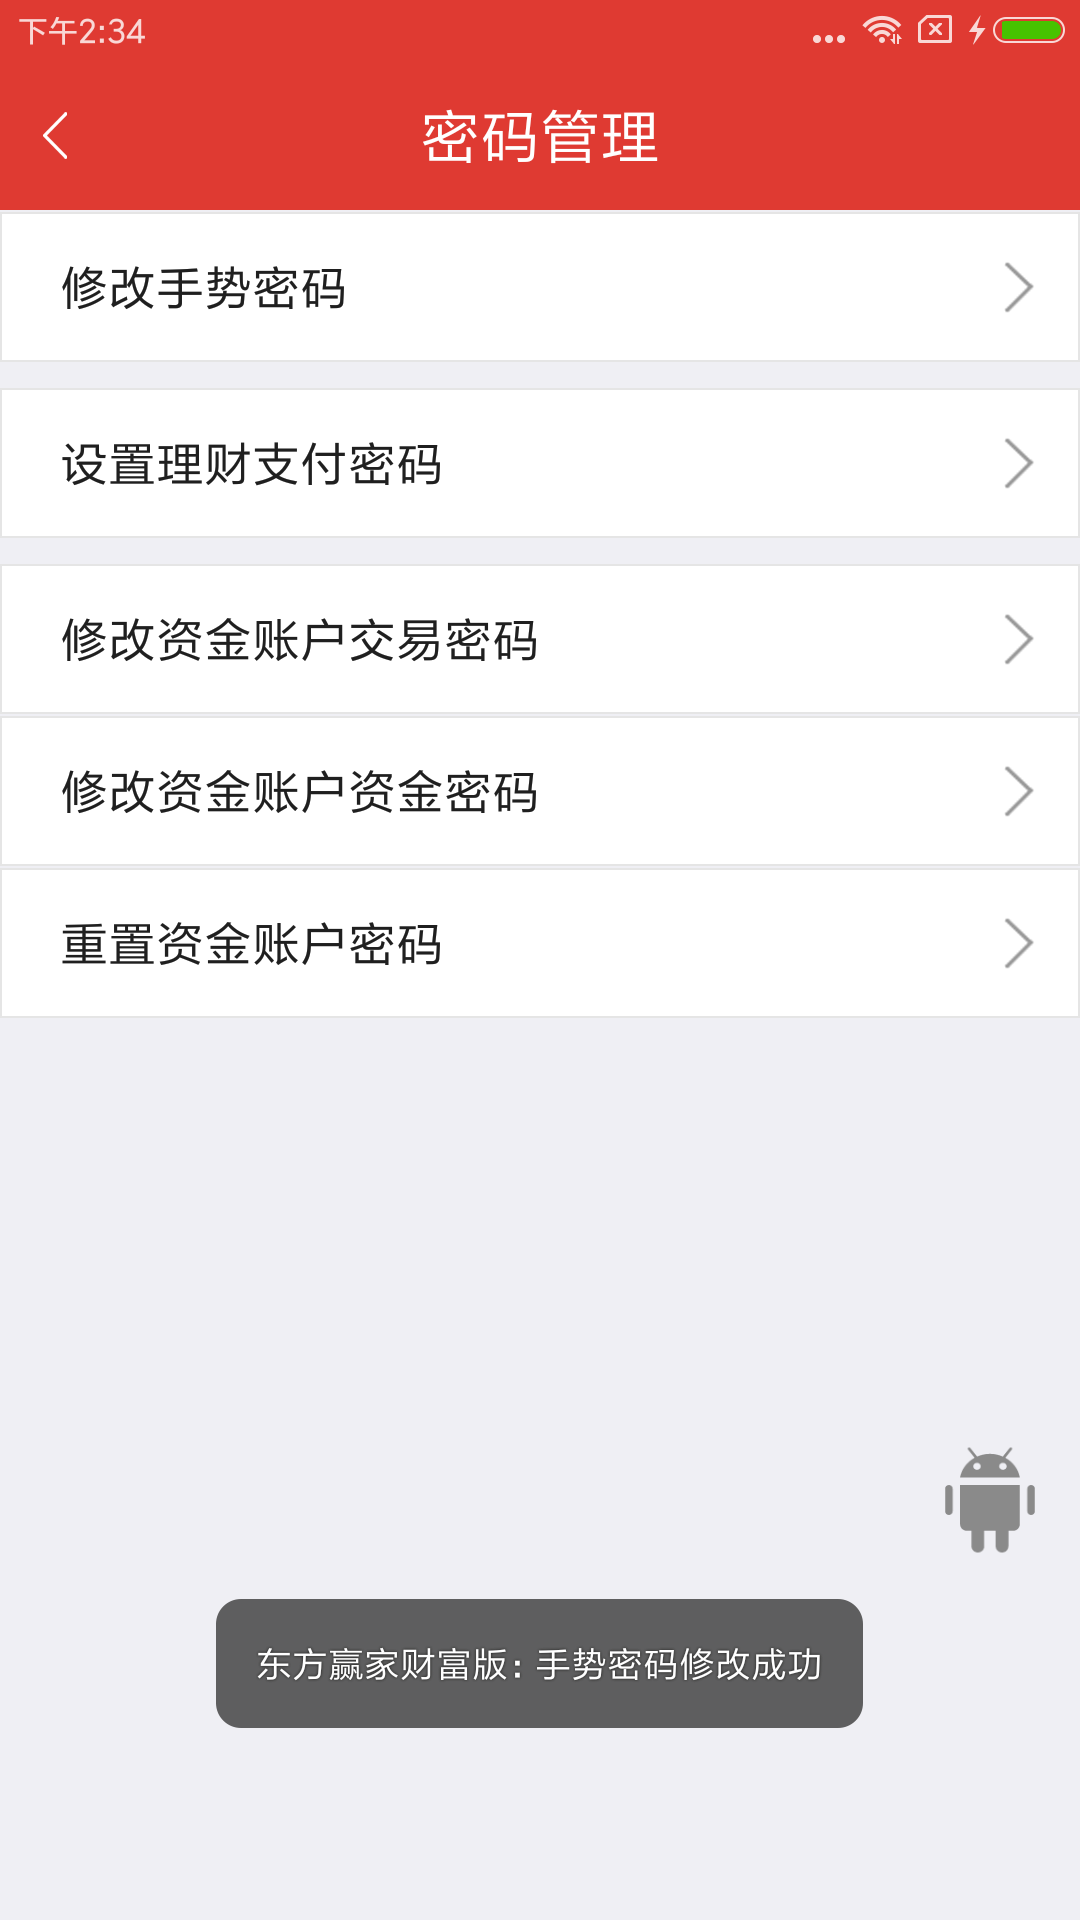 下午2:34
密码管理
修改手势密码
设置理财支付密码
修改资金账户交易密码
修改资金账户资金密码
重置资金账户密码
东方赢家财富版: 手势密码修改成功